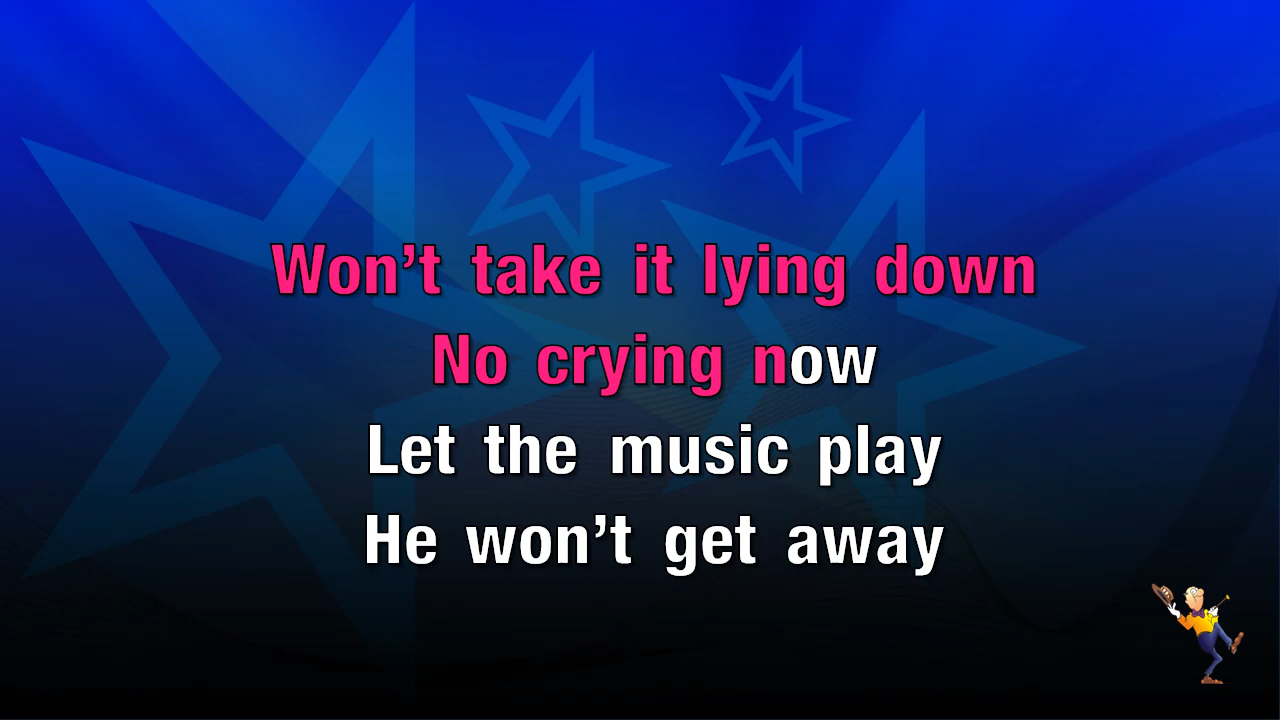 Won’t take it lying down
No crying now
Let the music play
He won’t get away